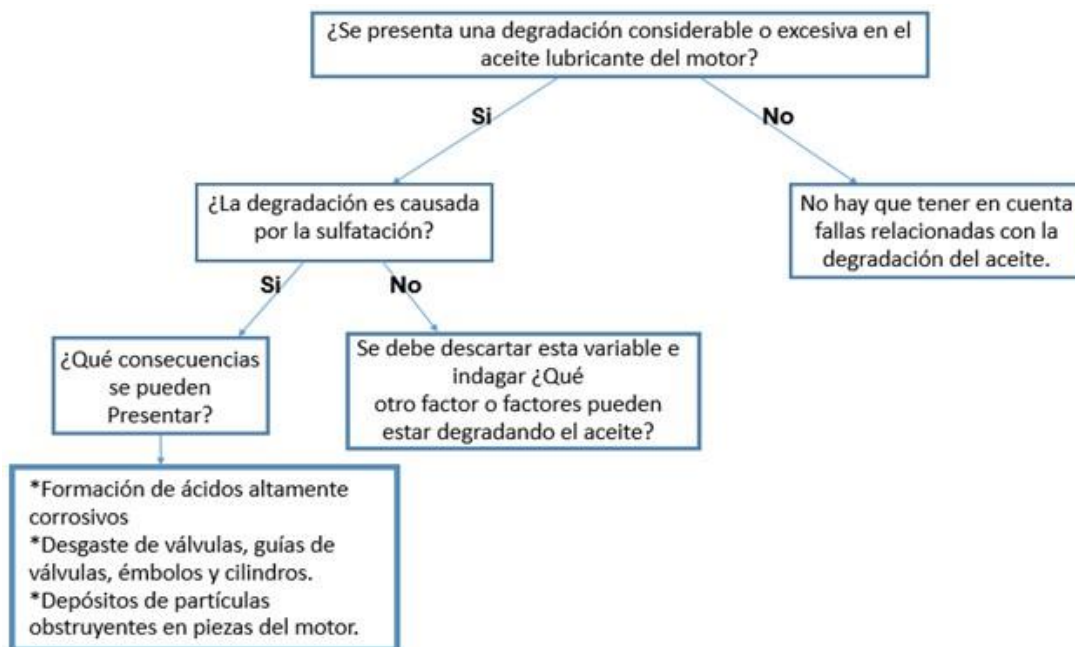 ¿Se presenta una degradación considerable o excesiva en el
aceite lubricante del motor?
Si
No
¿La degradación es causada
por la sulfatación?
No hay que tener en cuenta
fallas relacionadas con la
degradación del aceite.
Si
No
¿Qué consecuencias
se pueden
Presentar?
Se debe descartar esta variable e
indagar ¿Qué
otro factor o factores pueden
estar degradando el aceite?
*Formación de ácidos altamente
corrosivos
*Desgaste de válvulas, guías de
válvulas, émbolos y cilindros.
*Depósitos de partículas
obstruyentes en piezas del motor.